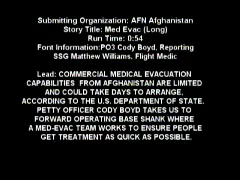 Submitting Organization: AFN Afghanistan
Story Title: Med Evac (Long)
Run Time: 0:54
Font Information:PO3 Cody Boyd, Reporting
SSG Matthew Williams, Flight Medic
Lead: COMMERCIAL MEDICAL EVACUATION
CAPABILITIES FROM AFGHANISTAN ARE LIMITED
AND COULD TAKE DAYS TO ARRANGE,
ACCORDING TO THE U.S. DEPARTMENT OF STATE.
PETTY OFFICER CODY BOYD TAKES US TO
FORWARD OPERATING BASE SHANK WHERE
A MED-EVAC TEAM WORKS TO ENSURE PEOPLE
GET TREATMENT AS QUICK AS POSSIBLE.